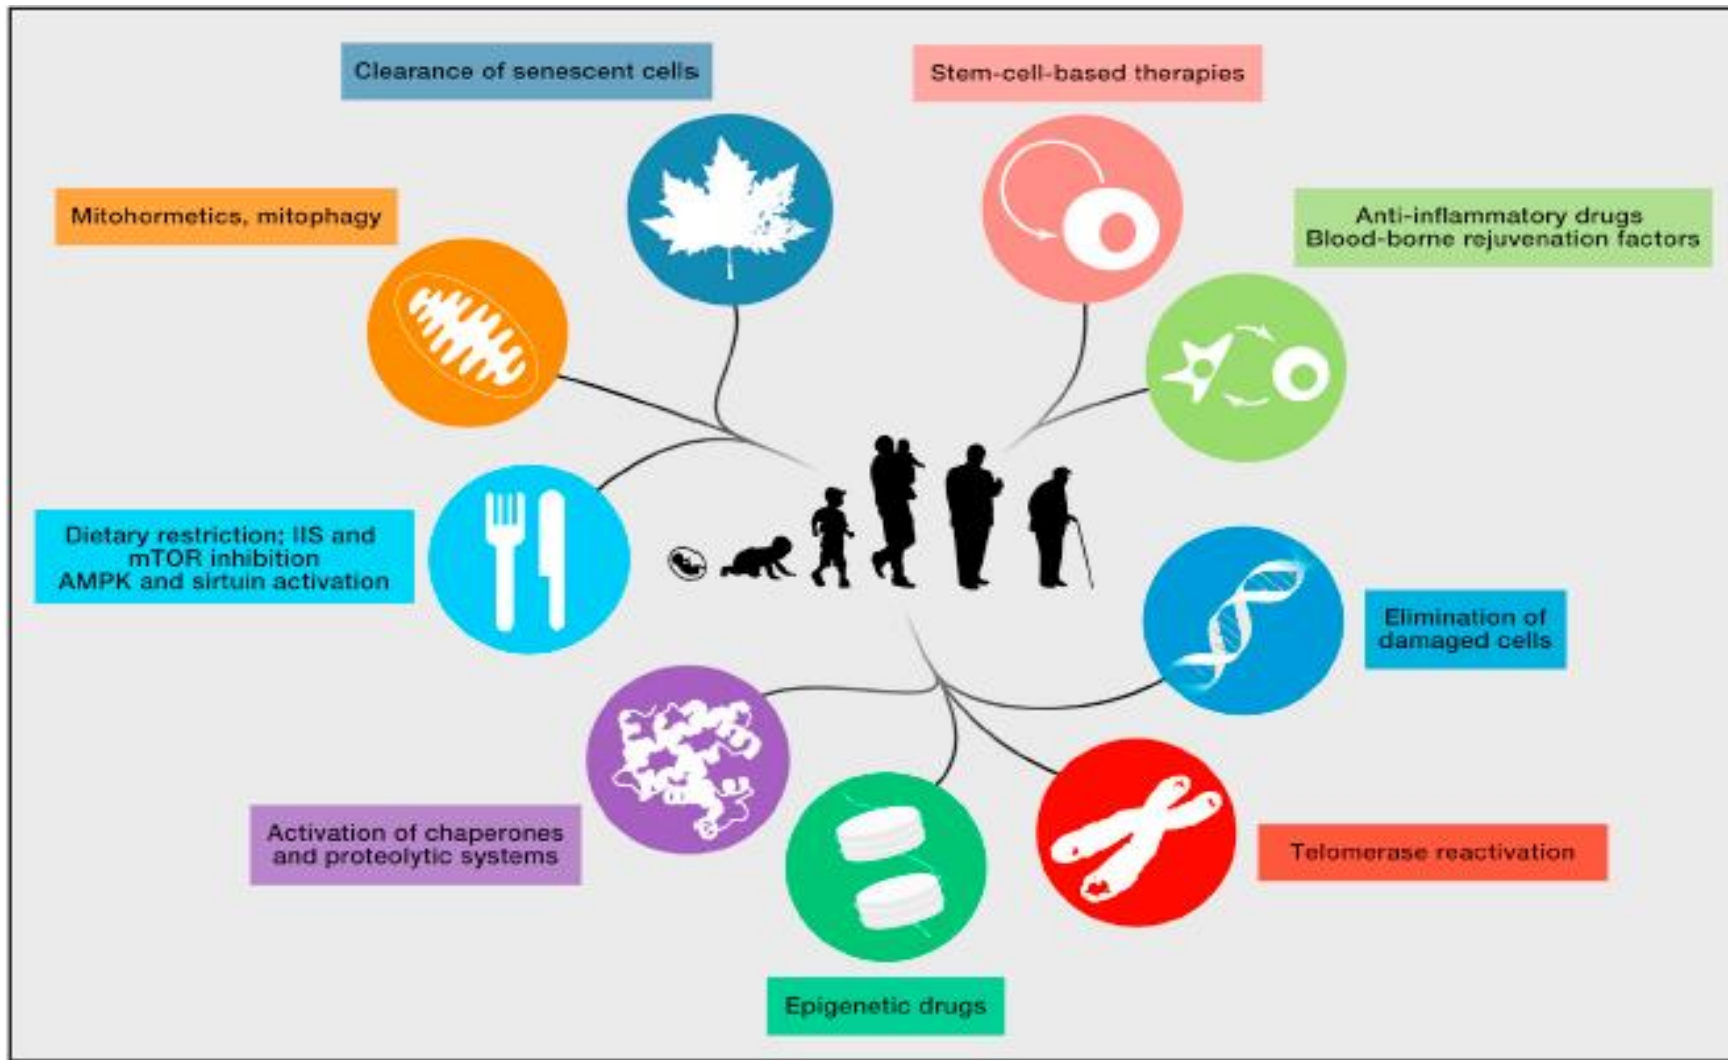 Clearance of senescent cells
Stem-cell-based therapies
Mitohormetics, mitophagy
Anti-inflammatory drugs
Blood-borne rejuvenation factors
Dietary restriction; IIS and
mTOR inhibition
AMPK and sirtuin activation
Elimination of
damaged cells
Activation of chaperones
and proteolytic systems
Telomerase reactivation
Epigenetic drugs